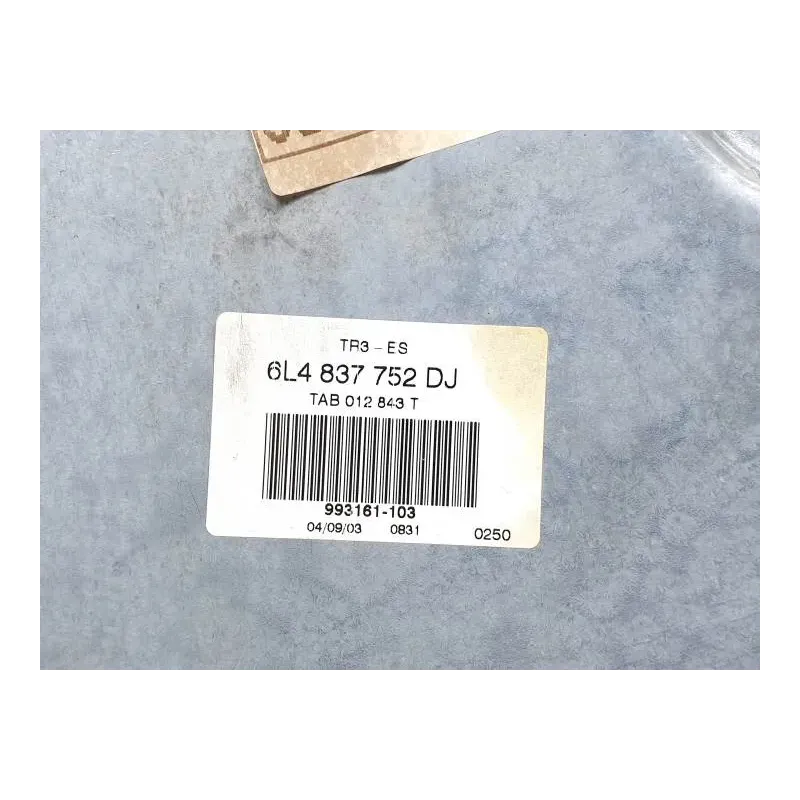 TR3 - ES
6L4 837 752 DJ
TAB 012 843 T
993161-103
04/09/03 0831 0250